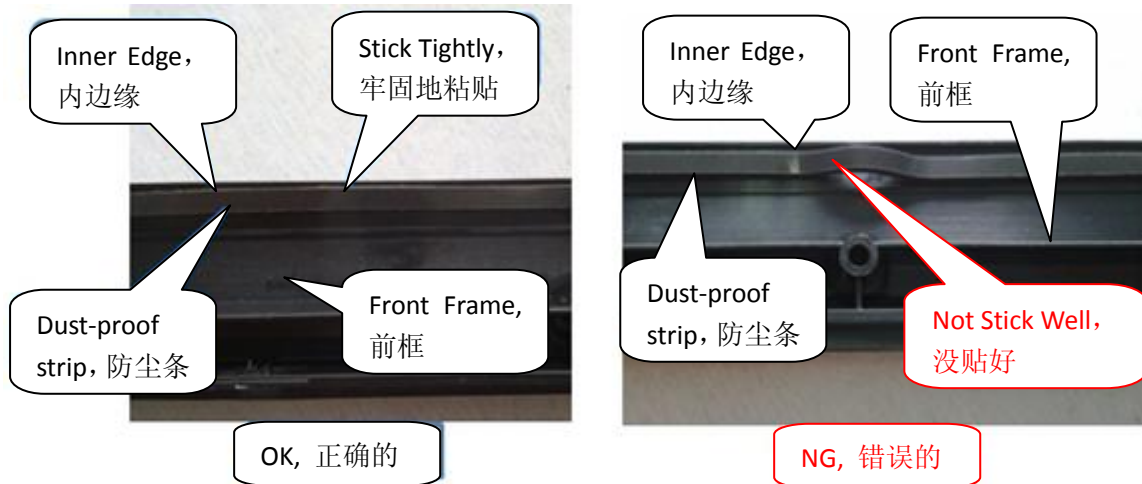 Inner Edge，
内边缘
Stick Tightly，
牢固地粘贴
Dust-proof
strip，防尘条
Front Frame,
前框
OK, 正确的
Inner Edge，
内边缘
Front Frame,
前框
Dust-proof
strip，防尘条
Not Stick Well，
没贴好
NG, 错误的